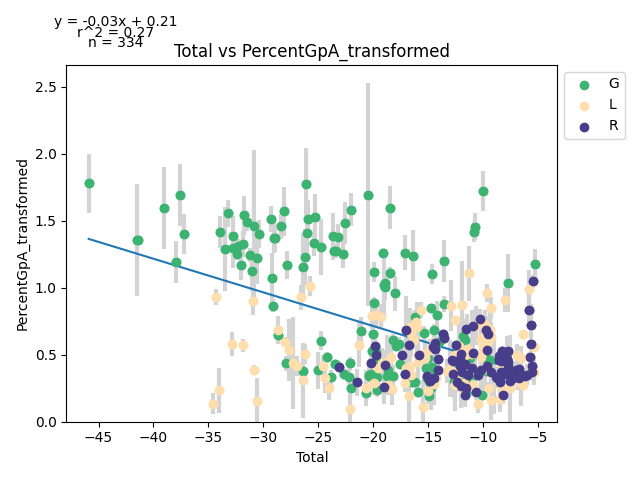 y = -0.03x + 0.21
r^2 = 0.27
n = 334
Total vs PercentGpA_transformed
G
L
R
PercentGpA_transformed
2.5
2.0
1.5
1.0
0.5
0.0
−45 −40 −35 −30 −25 −20 −15 −10 −5
Total